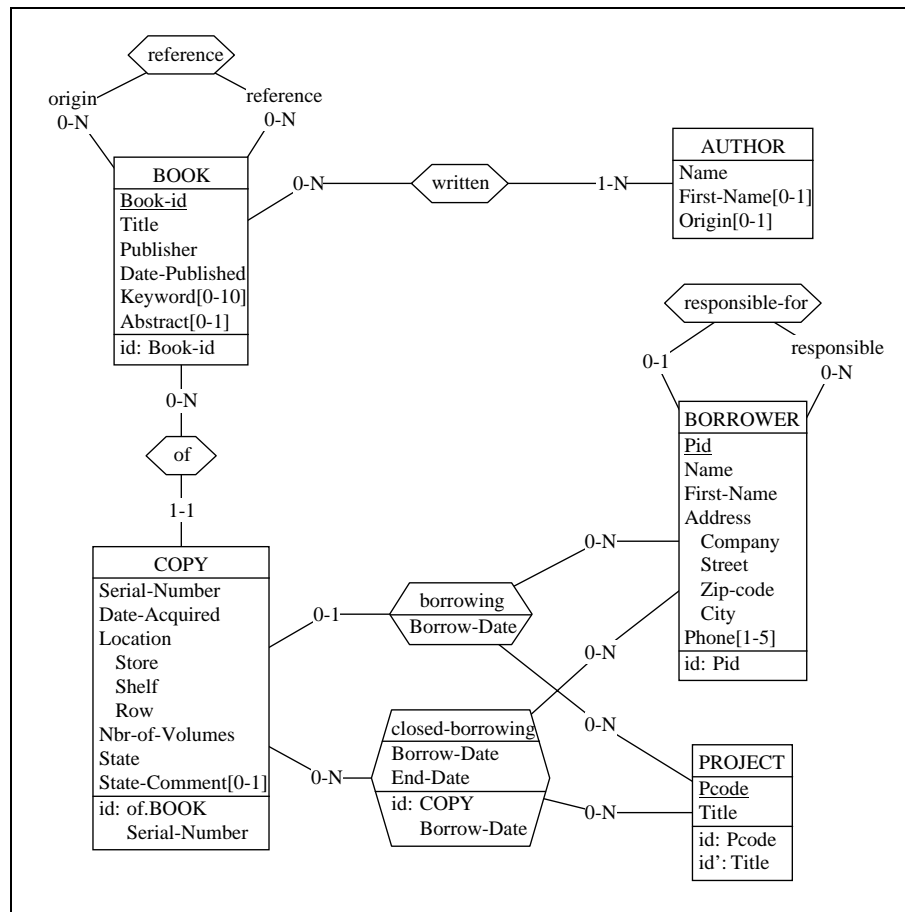 reference
origin
0-N
reference
0-N
BOOK
Book-id
Title
Publisher
Date-Published
Keyword[0-10]
Abstract[0-1]
id: Book-id
0-N
written
1-N
AUTHOR
Name
First-Name[0-1]
Origin[0-1]
responsible-for
0-1
responsible
0-N
BORROWER
Pid
Name
First-Name
Address
Company
Street
Zip-code
City
Phone[1-5]
id: Pid
0-N
of
1-1
COPY
Serial-Number
Date-Acquired
Location
Store
Shelf
Row
Nbr-of-Volumes
State
State-Comment[0-1]
id: of.BOOK
Serial-Number
0-1
borrowing
Borrow-Date
0-N
0-N
0-N
0-N
closed-borrowing
Borrow-Date
End-Date
id: COPY
Borrow-Date
0-N
PROJECT
Pcode
Title
id: Pcode
id': Title